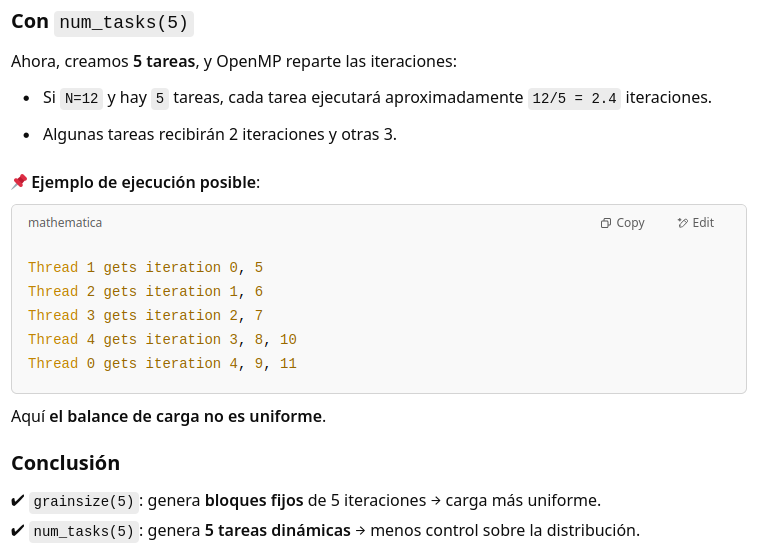 Con num_tasks(5)
Ahora, creamos 5 tareas, y OpenMP reparte las iteraciones:
• Si N=12 y hay 5 tareas, cada tarea ejecutará aproximadamente 12/5 = 2.4 iteraciones.
• Algunas tareas recibirán 2 iteraciones y otras 3.
📌 Ejemplo de ejecución posible:
mathematica Copy Edit
Thread 1 gets iteration 0, 5
Thread 2 gets iteration 1, 6
Thread 3 gets iteration 2, 7
Thread 4 gets iteration 3, 8, 10
Thread 0 gets iteration 4, 9, 11
Aquí el balance de carga no es uniforme.
Conclusión
✔ grainsize(5): genera bloques fijos de 5 iteraciones → carga más uniforme.
✔ num_tasks(5): genera 5 tareas dinámicas → menos control sobre la distribución.